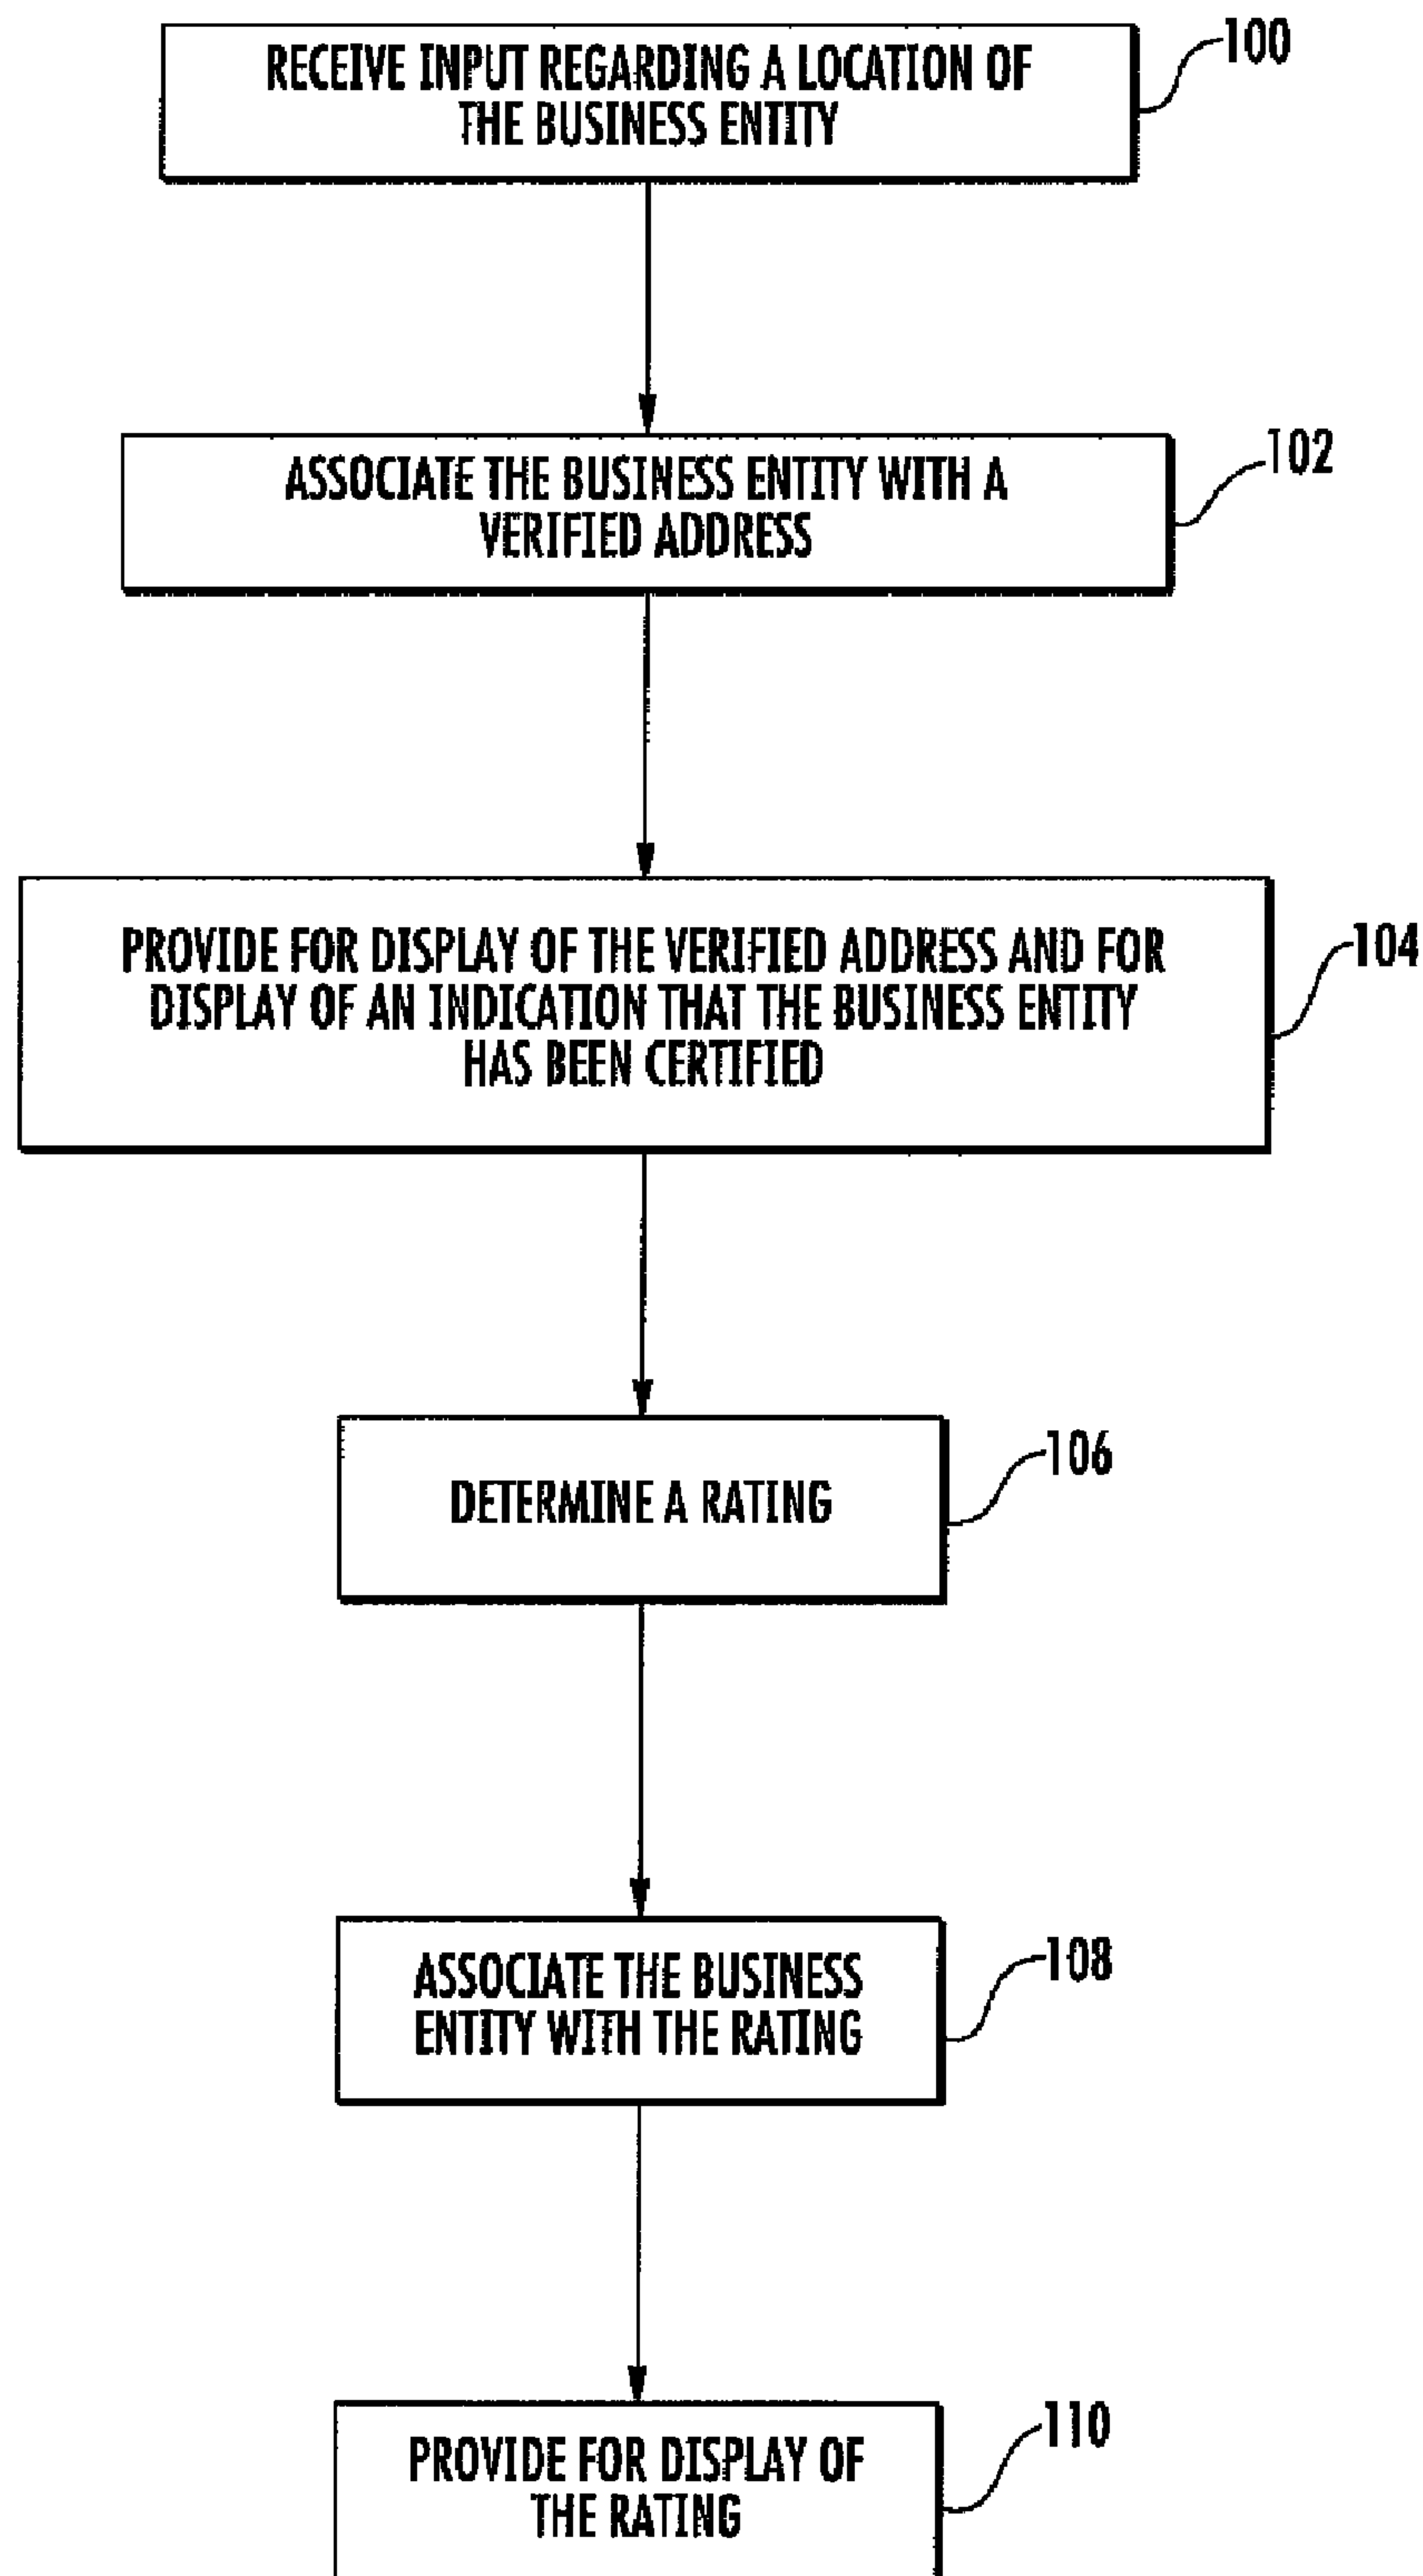 RECEIVE INPUT REGARDING A LOCATION OF
THE BUSINESS ENTITY
100
ASSOCIATE THE BUSINESS ENTITY WITH A
VERIFIED ADDRESS
102
PROVIDE FOR DISPLAY OF THE VERIFIED ADDRESS AND FOR
DISPLAY OF AN INDICATION THAT THE BUSINESS ENTITY
HAS BEEN CERTIFIED
104
DETERMINE A RATING
106
ASSOCIATE THE BUSINESS
ENTITY WITH THE RATING
108
PROVIDE FOR DISPLAY OF
THE RATING
110